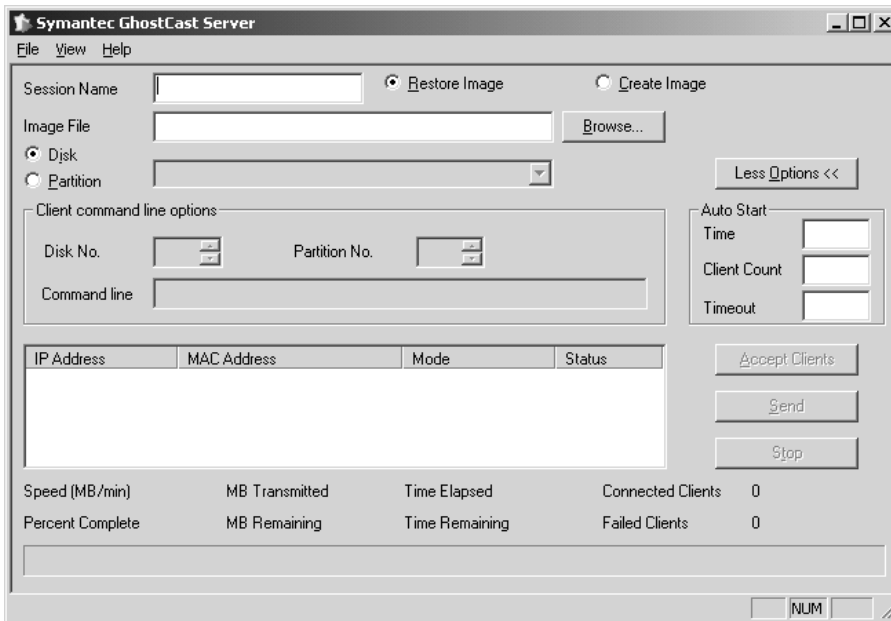 Symantec GhostCast Server
File View Help
Session Name Restore Image Create Image
Image File Browse...
Disk
Partition Less Options <<
Client command line options Auto Start
Time
Disk No. Partition No.
Client Count
Command line
Timeout
IP Address MAC Address Mode Status
Accept Clients
Send
Stop
Speed (MB/min) MB Transmitted Time Elapsed Connected Clients 0
Percent Complete MB Remaining Time Remaining Failed Clients 0
NUM